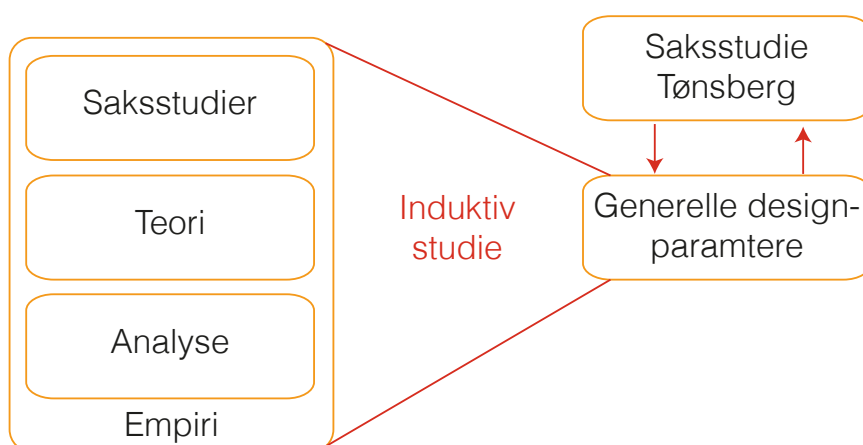 Saksstudier
Teori
Analyse
Empiri
Induktiv
studie
Saksstudie
Tønsberg
Generelle design-
paramtere